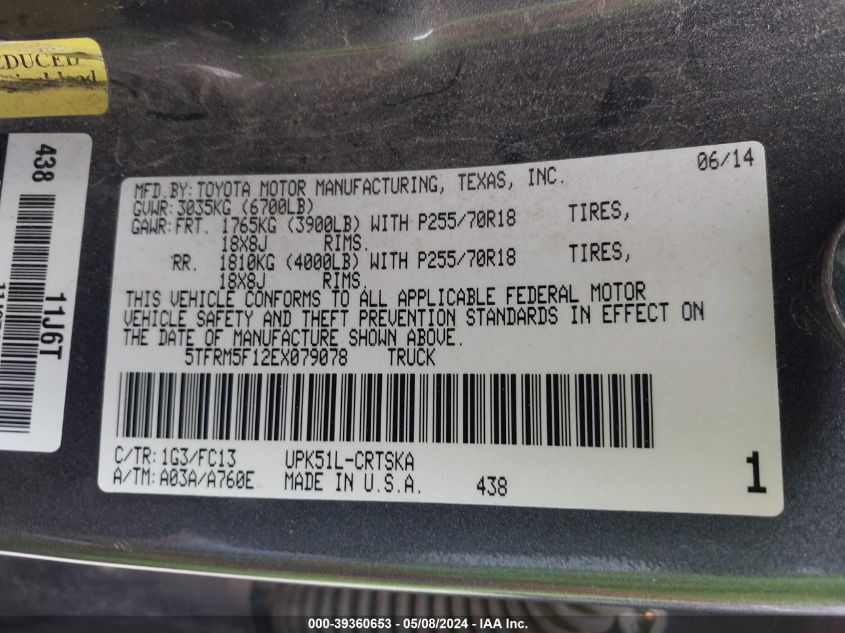 EDUCED
438
11J6T
06/14
MFD.BY:TOYOTA MOTOR MANUFACTURING, TEXAS, INC.
GVWR:3035KG (6700LB)
GAWR:FRT. 1765KG (3900LB) WITH P255/70R18 TIRES,
18X8J RIMS.
RR. 1810KG (4000LB) WITH P255/70R18 TIRES,
18X8J RIMS.
THIS VEHICLE CONFORMS TO ALL APPLICABLE FEDERAL MOTOR
VEHICLE SAFETY AND THEFT PREVENTION STANDARDS IN EFFECT ON
THE DATE OF MANUFACTURE SHOWN ABOVE.
5TFRM5F12EX079078 TRUCK
C/TR:1G3/FC13 UPK51L-CRTSKA
A/TM:A03A/A760E MADE IN U.S.A. 438 1
000-39360653 - 05/08/2024 - IAA Inc.